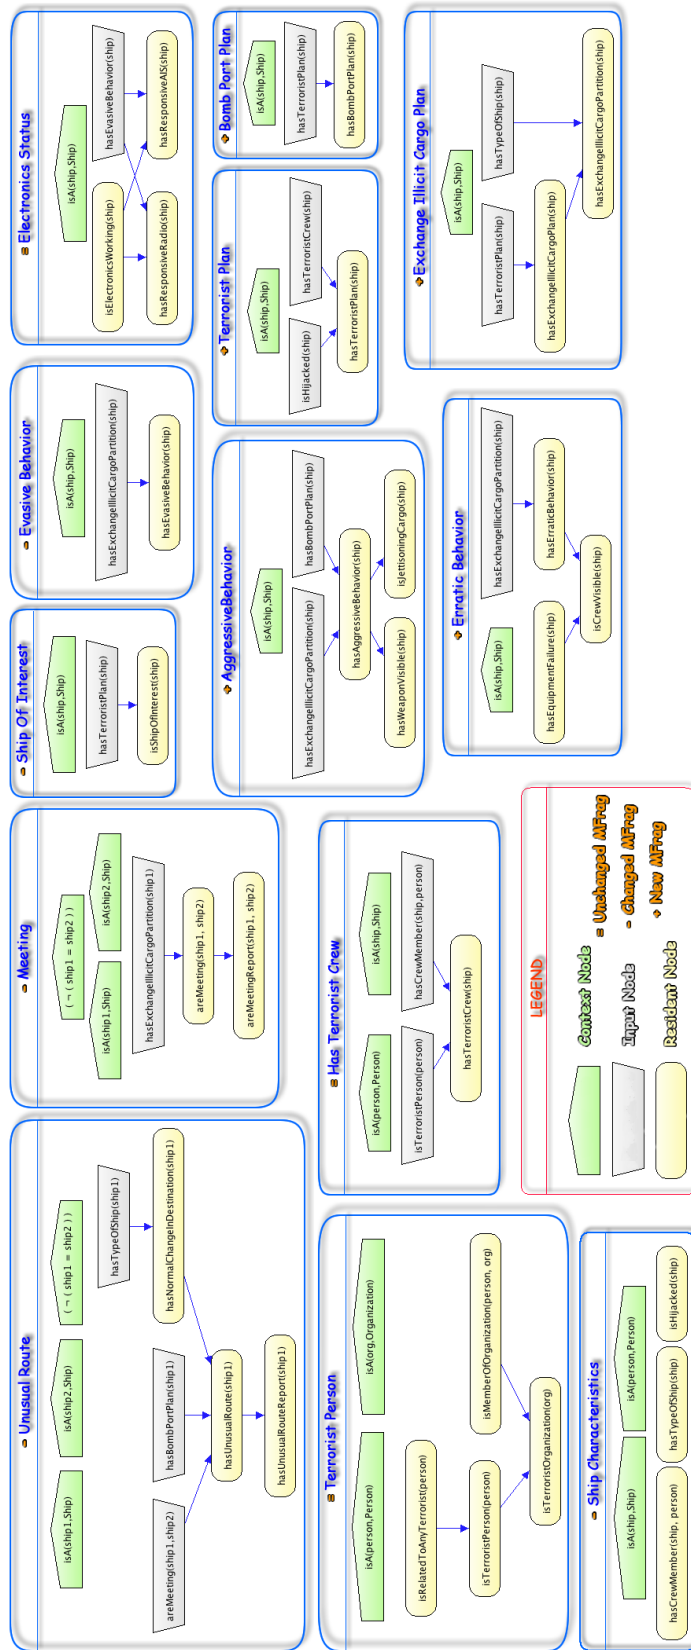 - Unusual Route
isA(ship1,Ship)
isA(ship2,Ship)
( ¬ ( ship1 = ship2 ) )
hasTypeOfShip(ship1)
areMeeting(ship1,ship2)
hasBombPortPlan(ship1)
hasNormalChangeInDestination(ship1)
hasUnusualRoute(ship1)
hasUnusualRouteReport(ship1)
- Meeting
( ¬ ( ship1 = ship2 ) )
isA(ship1,Ship)
isA(ship2,Ship)
hasExchangeIllicitCargoPartition(ship1)
areMeeting(ship1, ship2)
areMeetingReport(ship1, ship2)
- Ship Of Interest
isA(ship,Ship)
hasTerroristPlan(ship)
isShipOfInterest(ship)
- Evasive Behavior
isA(ship,Ship)
hasExchangeIllicitCargoPartition(ship)
hasEvasiveBehavior(ship)
= Electronics Status
isA(ship,Ship)
isElectronicsWorking(ship)
hasEvasiveBehavior(ship)
hasResponsiveRadio(ship)
hasResponsiveAIS(ship)
= Terrorist Person
isA(person,Person)
isA(org,Organization)
isRelatedToAnyTerrorist(person)
isTerroristPerson(person)
isMemberOfOrganization(person, org)
isTerroristOrganization(org)
= Has Terrorist Crew
isA(person,Person)
isA(ship,Ship)
isTerroristPerson(person)
hasCrewMember(ship,person)
hasTerroristCrew(ship)
+ AggressiveBehavior
isA(ship,Ship)
hasExchangeIllicitCargoPartition(ship)
hasBombPortPlan(ship)
hasAggressiveBehavior(ship)
hasWeaponVisible(ship)
isJettisoningCargo(ship)
+ Terrorist Plan
isA(ship,Ship)
isHijacked(ship)
hasTerroristCrew(ship)
hasTerroristPlan(ship)
+ Bomb Port Plan
isA(ship,Ship)
hasTerroristPlan(ship)
hasBombPortPlan(ship)
- Ship Characteristics
isA(ship,Ship)
isA(person,Person)
hasCrewMember(ship, person)
hasTypeOfShip(ship)
isHijacked(ship)
LEGEND
Context Node
Input Node
Resident Node
= Unchanged MFrag
- Changed MFrag
+ New MFrag
+ Erratic Behavior
isA(ship,Ship)
hasExchangeIllicitCargoPartition(ship)
hasEquipmentFailure(ship)
hasErraticBehavior(ship)
isCrewVisible(ship)
+ Exchange Illicit Cargo Plan
isA(ship,Ship)
hasTerroristPlan(ship)
hasTypeOfShip(ship)
hasExchangeIllicitCargoPlan(ship)
hasExchangeIllicitCargoPartition(ship)